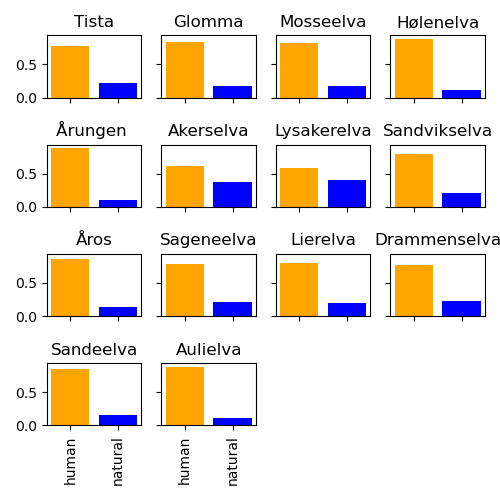 Tista Glomma Mosseelva Hølenelva
0.5
0.0
Årungen Akerselva Lysakerelva Sandvikselva
0.5
0.0
Åros Sageneelva Lierelva Drammenselva
0.5
0.0
Sandeelva Aulielva
0.5
0.0
human natural human natural